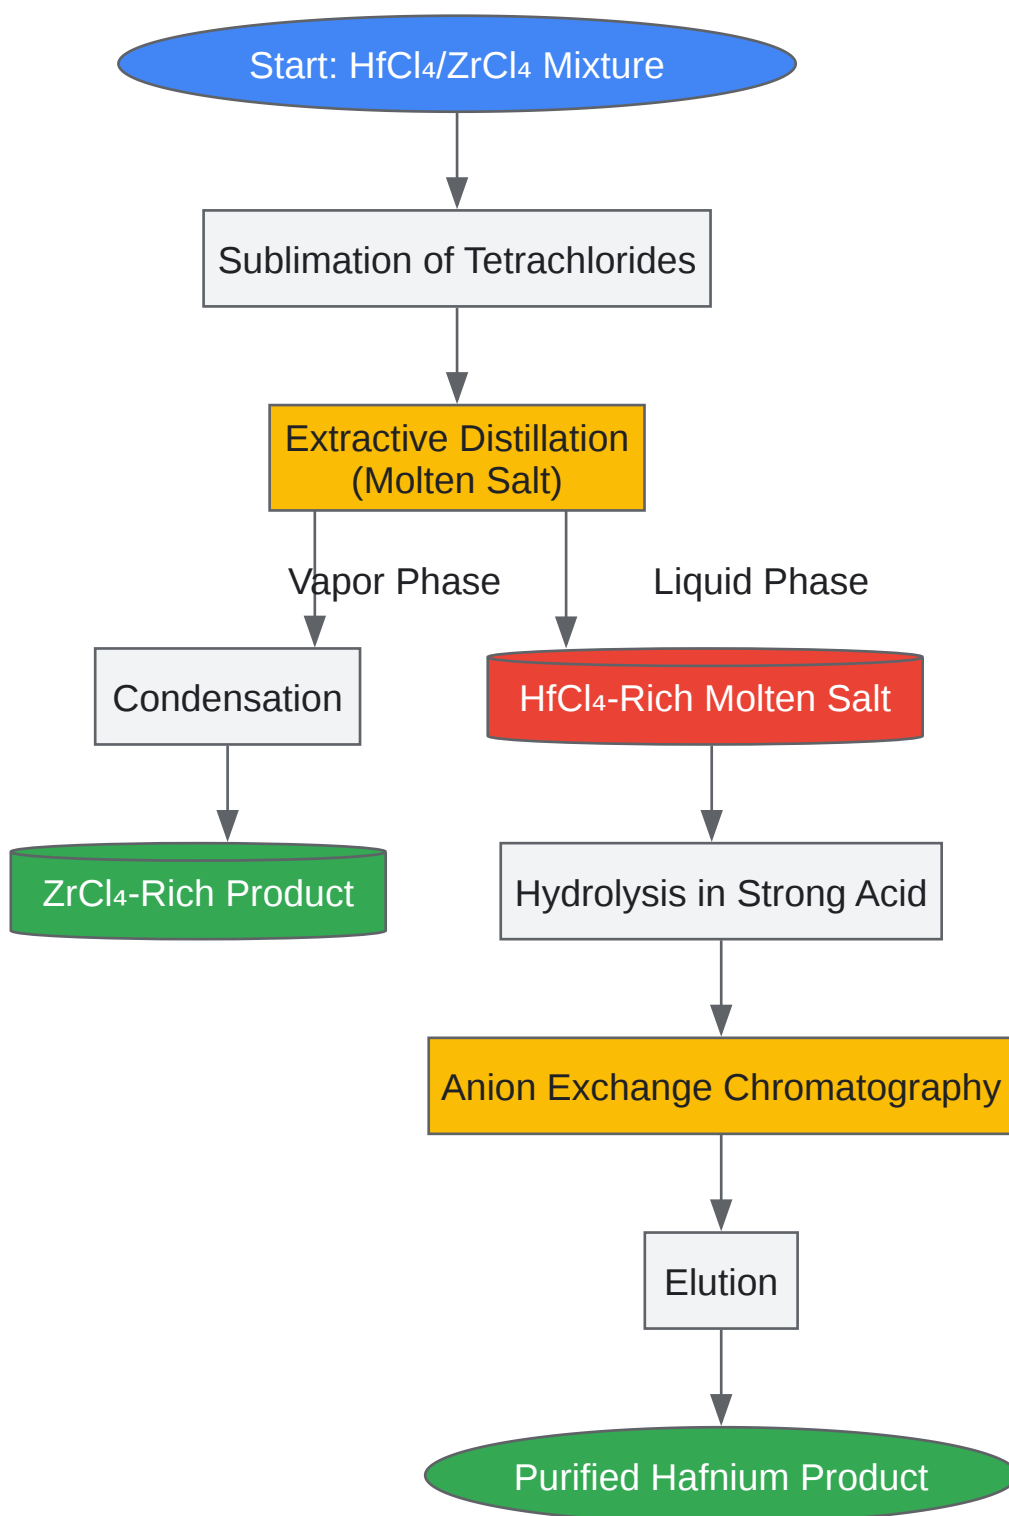 Start: HfCl₄/ZrCl₄ Mixture
Sublimation of Tetrachlorides
Extractive Distillation
(Molten Salt)
Vapor Phase
Liquid Phase
Condensation
HfCl₄-Rich Molten Salt
ZrCl₄-Rich Product
Hydrolysis in Strong Acid
Anion Exchange Chromatography
Elution
Purified Hafnium Product